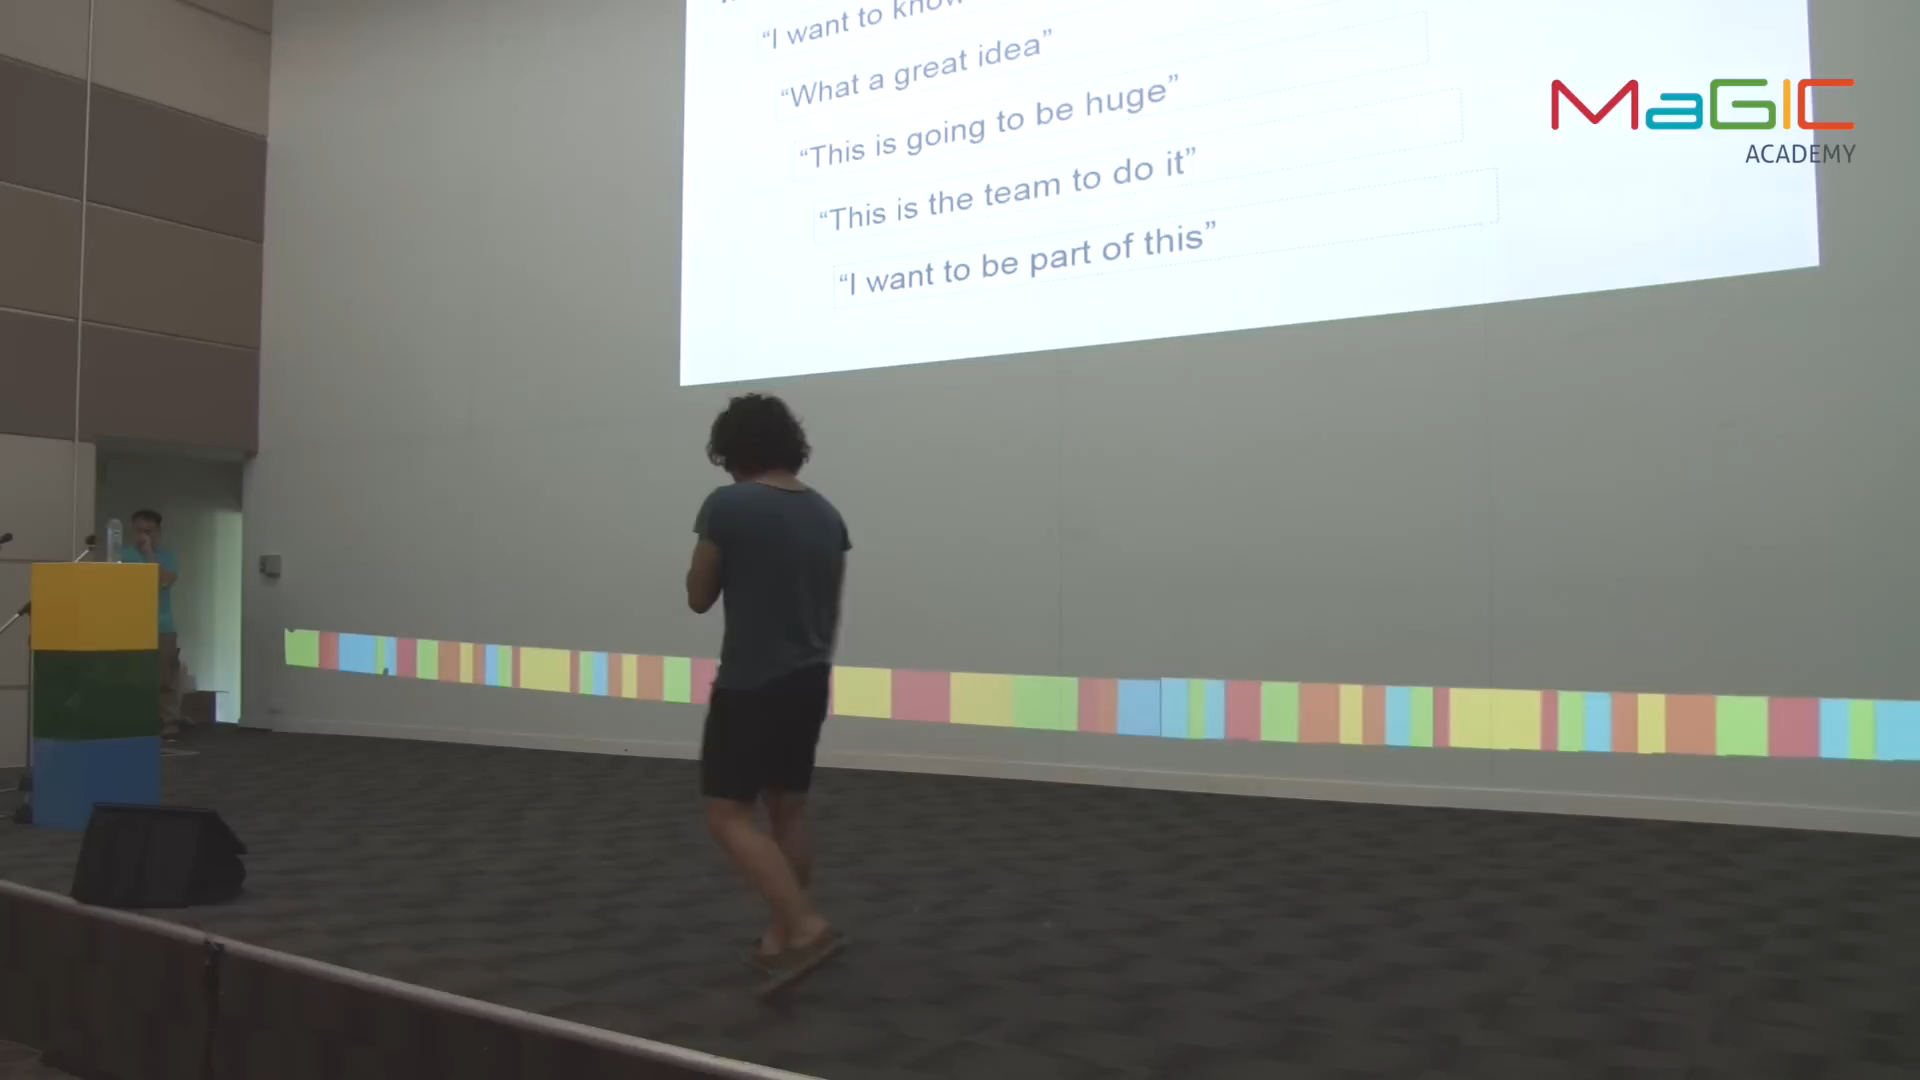 “I want to know
“What a great idea”
“This is going to be huge”
“This is the team to do it”
“I want to be part of this”
MaGIC
ACADEMY